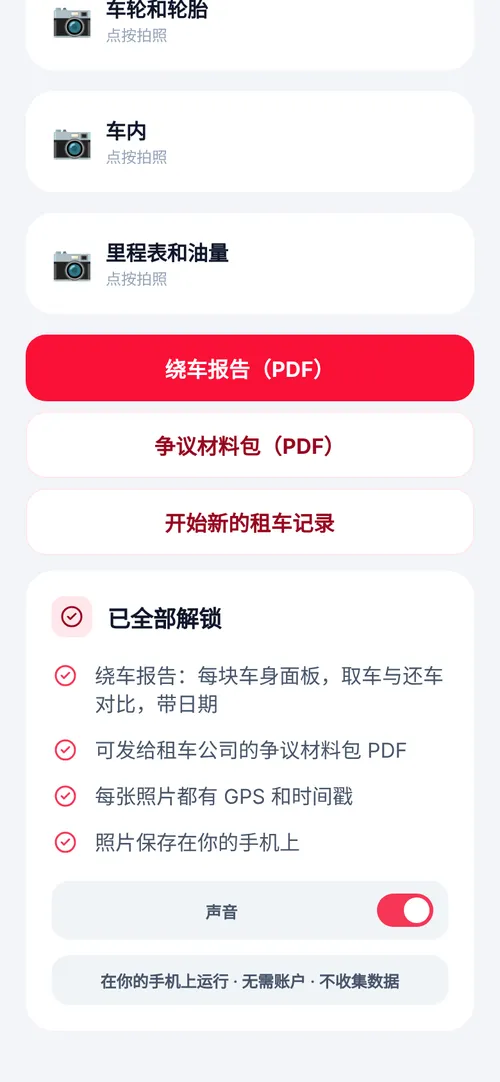 车轮和轮胎
点按拍照
车内
点按拍照
里程表和油量
点按拍照
绕车报告（PDF）
争议材料包（PDF）
开始新的租车记录
已全部解锁
绕车报告：每块车身面板，取车与还车
对比，带日期
可发给租车公司的争议材料包 PDF
每张照片都有 GPS 和时间戳
照片保存在你的手机上
声音
在你的手机上运行 · 无需账户 · 不收集数据